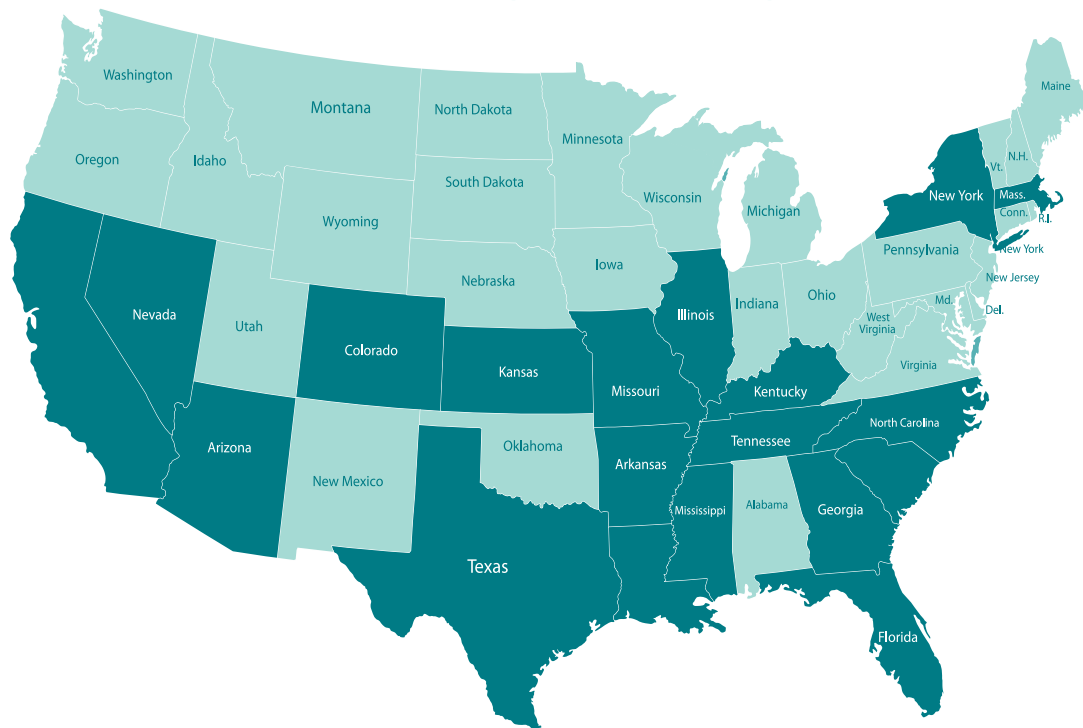 Washington
Montana
North Dakota
Minnesota
Maine
Oregon
Idaho
Vt.
N.H.
South Dakota
Wisconsin
Michigan
New York
Mass.
Wyoming
Conn.
R.I.
Iowa
Pennsylvania
New York
Nebraska
Indiana
Ohio
New Jersey
Nevada
Utah
Illinois
Md.
Del.
West
Virginia
Colorado
Kansas
Missouri
Kentucky
Virginia
Arizona
Oklahoma
Tennessee
North Carolina
New Mexico
Arkansas
Mississippi
Alabama
Georgia
Texas
Florida